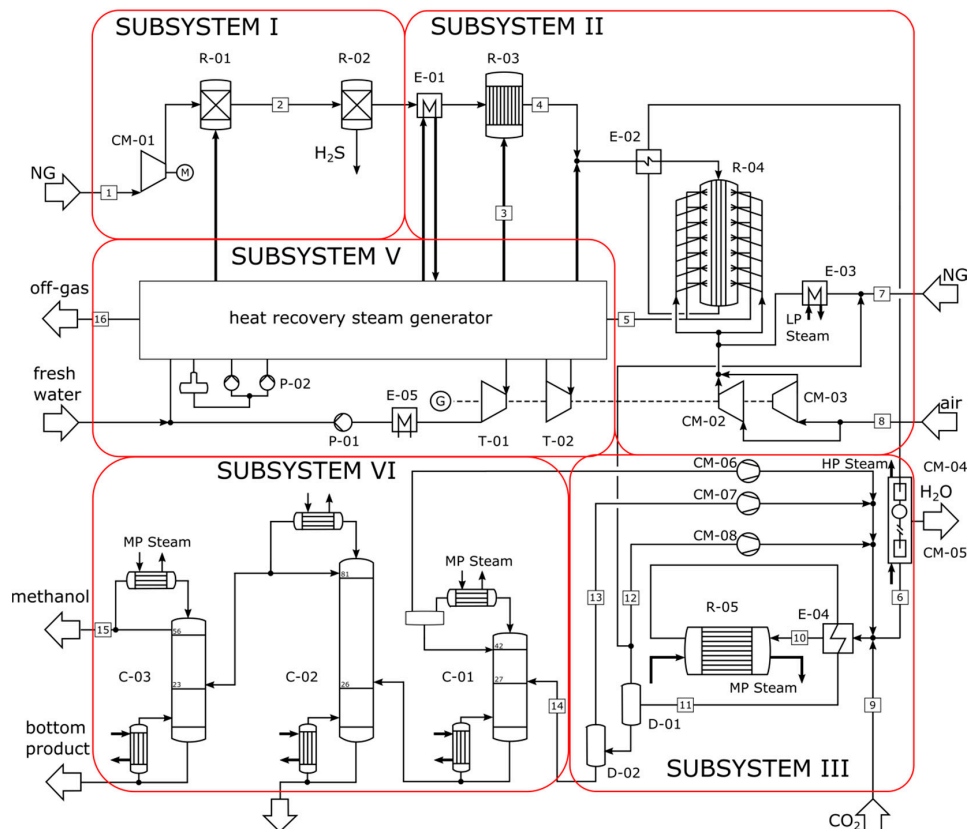 SUBSYSTEM I
SUBSYSTEM II
R-01
R-02
R-03
E-01
2
4
E-02
CM-01
M
H2S
R-04
NG
1
3
SUBSYSTEM V
E-03
NG
7
off-gas
16
heat recovery steam generator
5
LP
Steam
fresh
water
P-02
E-05
G
CM-03
CM-02
air
8
P-01
T-01
T-02
SUBSYSTEM VI
CM-06
HP Steam
CM-04
H2O
CM-07
MP Steam
CM-08
CM-05
MP Steam
81
13
12
6
methanol
R-05
E-04
15
56
42
10
C-03
23
C-02
26
C-01
27
14
MP Steam
11
9
D-01
bottom
product
D-02
SUBSYSTEM III
CO2